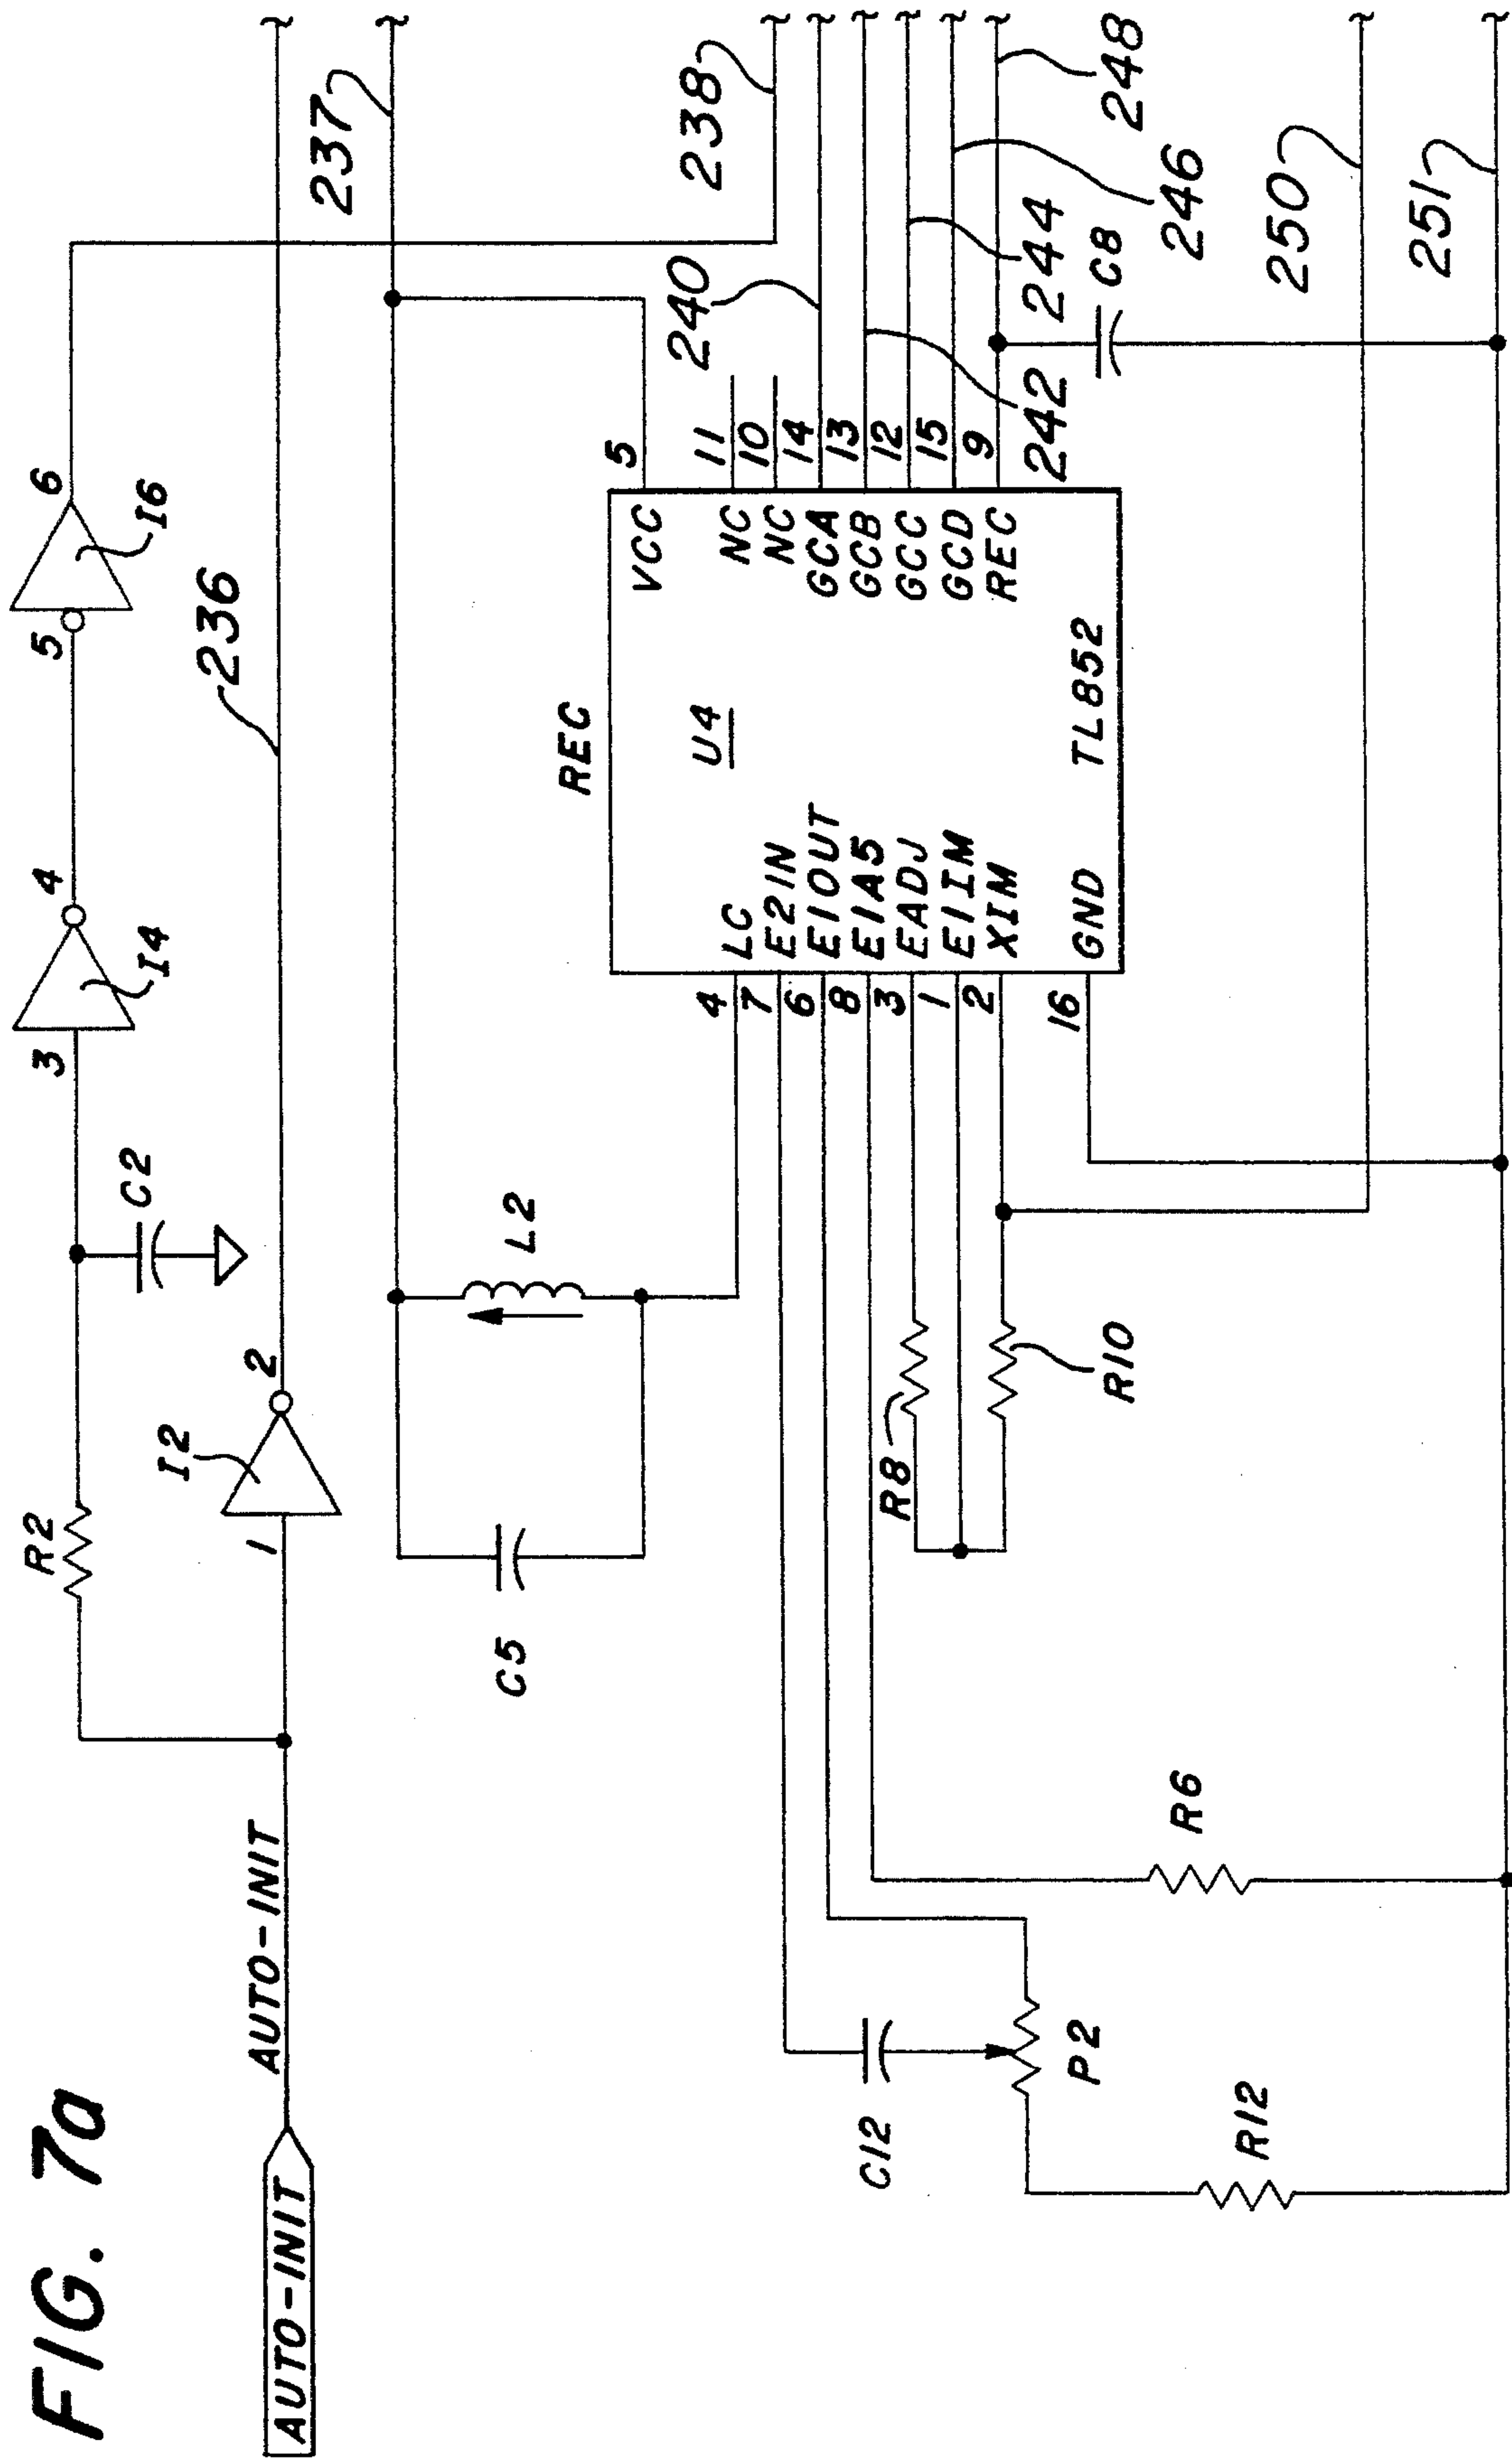 FIG. 7a
AUTO-INIT
AUTO-INIT
R2
C2
3
4
I4
5
6
I6
1
I2
2
236
237
238
C5
L2
REC
U4
TL852
4
LC
7
E2IN
6
E1OUT
8
E1A5
3
EADJ
1
E1IM
2
XIM
16
GND
VCC
5
NC
11
NC
10
GCA
14
GCB
13
GCC
12
GCD
15
REC
9
240
242
244
246
248
C8
250
251
R8
R10
R6
C12
P2
R12